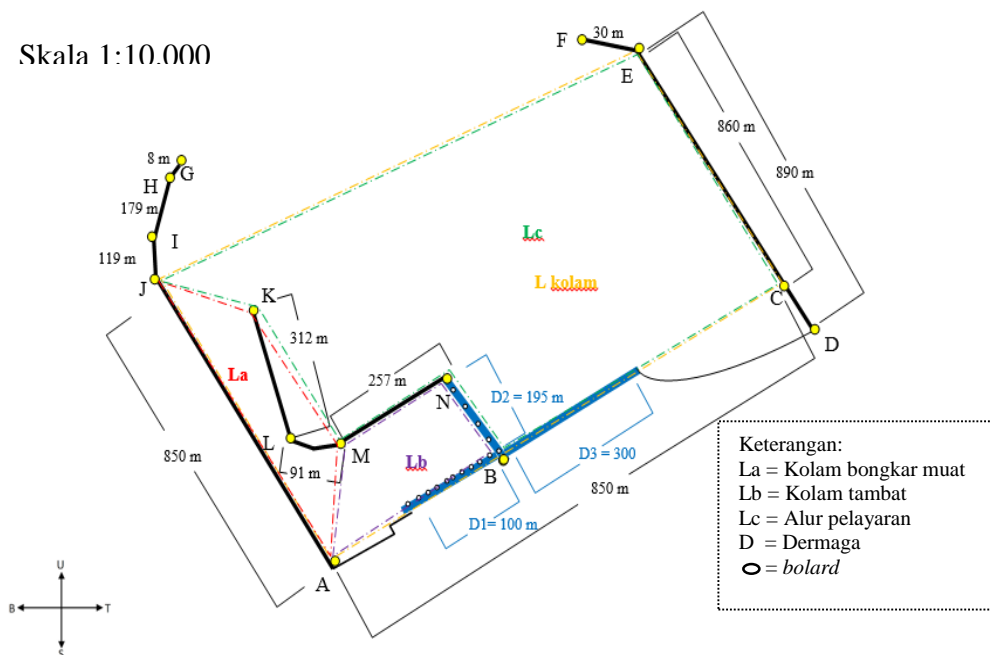 Skala 1:10.000
F
30 m
E
860 m
890 m
8 m
G
H
179 m
I
119 m
J
K
Lc
L kolam
C
D
312 m
La
257 m
N
D2 = 195 m
L
M
91 m
Lb
B
D3 = 300
850 m
850 m
D1= 100 m
A
Keterangan:
La = Kolam bongkar muat
Lb = Kolam tambat
Lc = Alur pelayaran
D = Dermaga
= bolard
U
B
T
S